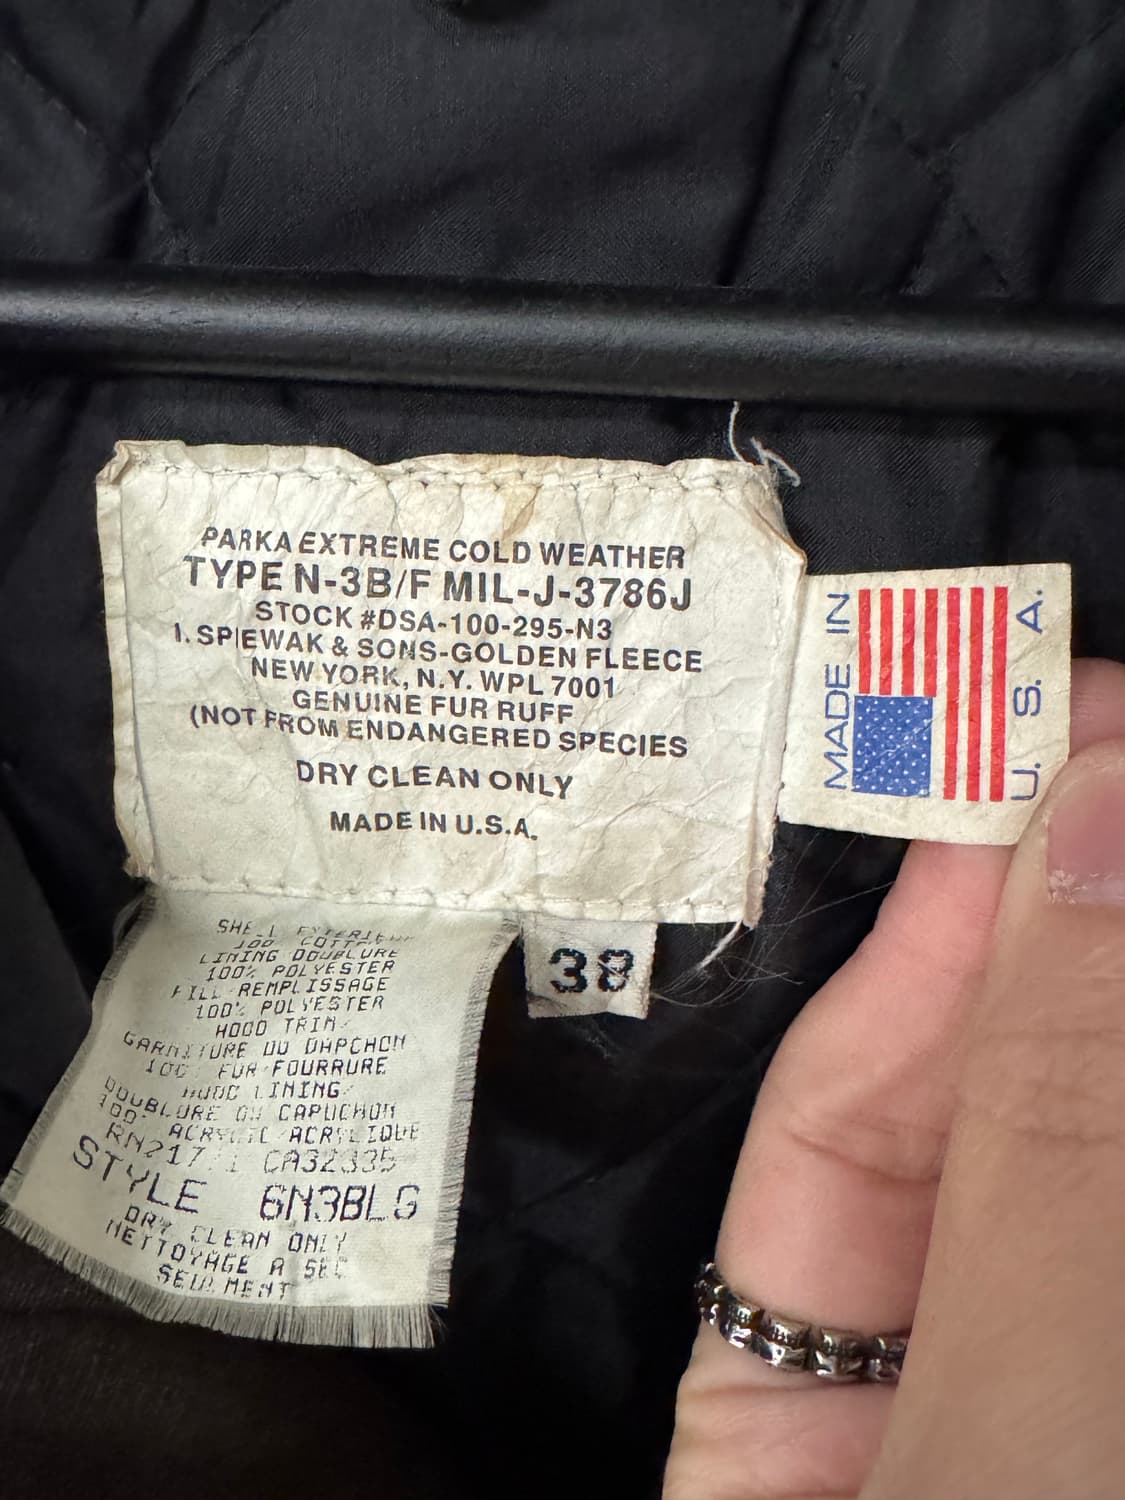 PARKA EXTREME COLD WEATHER
TYPE N-3B/F MIL-J-3786J
STOCK #DSA-100-295-N3
I. SPIEWAK & SONS-GOLDEN FLEECE
NEW YORK, N.Y. WPL 7001
GENUINE FUR RUFF
(NOT FROM ENDANGERED SPECIES
DRY CLEAN ONLY
MADE IN U.S.A.
MADE IN
U. S. A.
38
LINING DOUBLURE
100% POLYESTER
FILL REMPLISSAGE
100% POLYESTER
HOOD TRIM/
GARNITURE DU
100 FUR FOURRURE
HOOD LINING/
DOUBLURE DU CAPUCHON
100 ACRYLIC ACRYLIQUE
STYLE 6N3BLG
DRY CLEAN ONLY
NETTOYAGE A SEC
SEULMENT